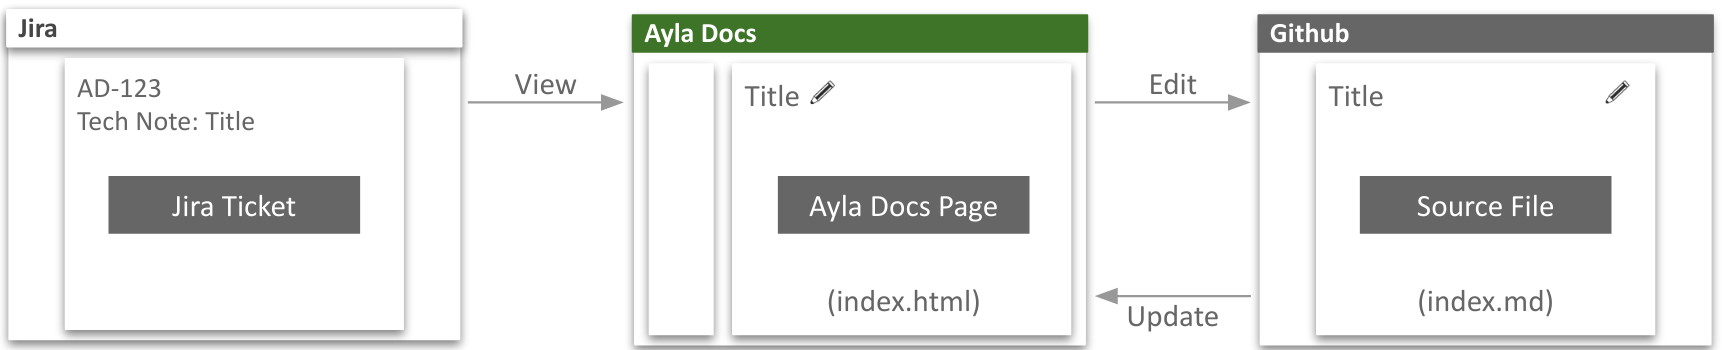 Jira
AD-123
Tech Note: Title
Jira Ticket
View
Ayla Docs
Title
Ayla Docs Page
(index.html)
Edit
Update
Github
Title
Source File
(index.md)